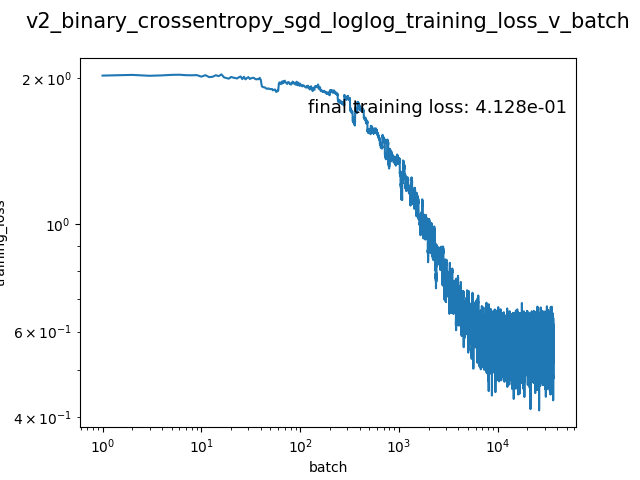 v2_binary_crossentropy_sgd_loglog_training_loss_v_batch
2 × 10⁰
final training loss: 4.128e-01
10⁰
training_loss
6 × 10⁻¹
4 × 10⁻¹
10⁰ 10¹ 10² 10³ 10⁴
batch